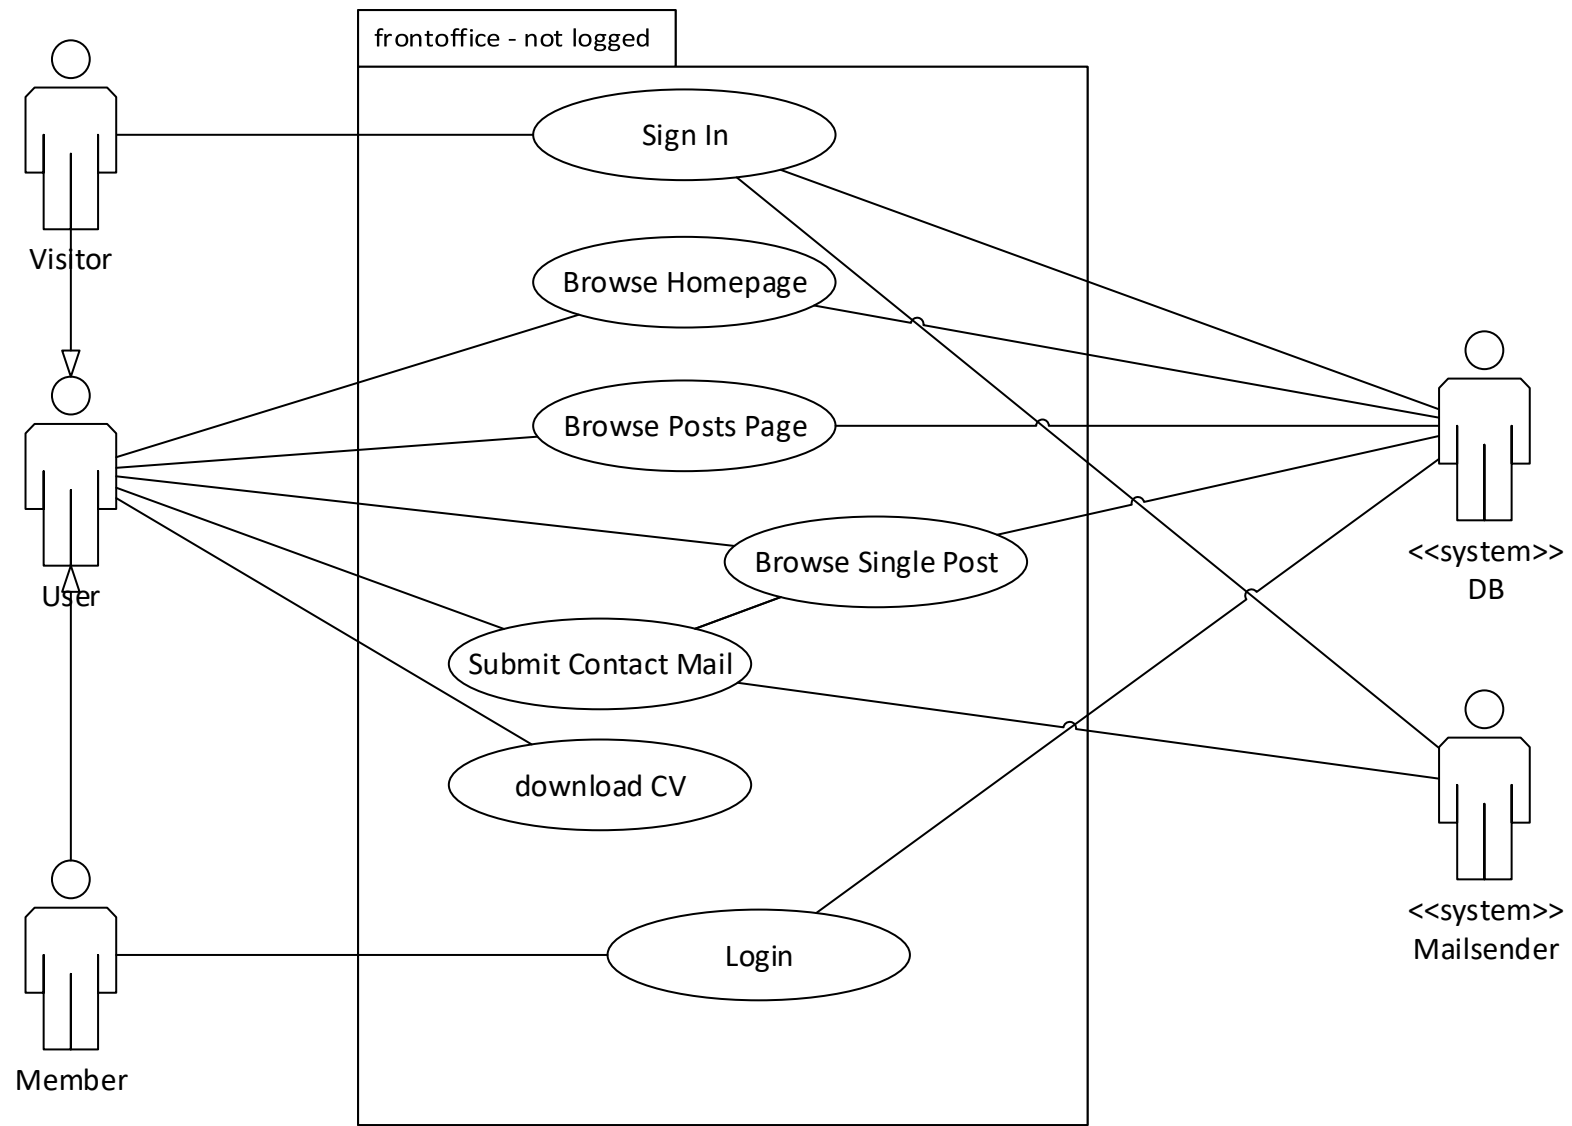 frontoffice - not logged
Sign In
Visitor
Browse Homepage
Browse Posts Page
Browse Single Post
<<system>>
DB
User
Submit Contact Mail
download CV
<<system>>
Mailsender
Login
Member